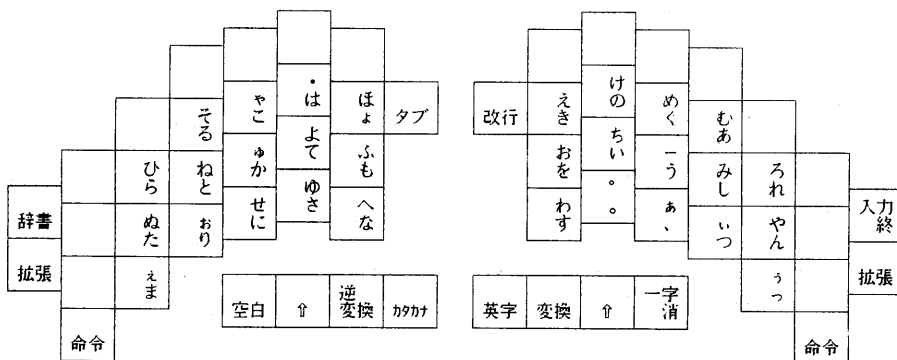 ・は
けの
ゃこ
ほょ
タブ
改行
えき
めく
そる
よて
ちい
むあ
ひら
ねと
ゅか
ふも
おを
ーう
みし
ろれ
辞書
ぬた
ぉり
せに
ゆさ
へな
わす
。。
ぁ、
ぃつ
やん
入力終
拡張
ぇま
空白
⇧
逆変換
カタカナ
英字
変換
⇧
一字消
ぅっ
拡張
命令
命令